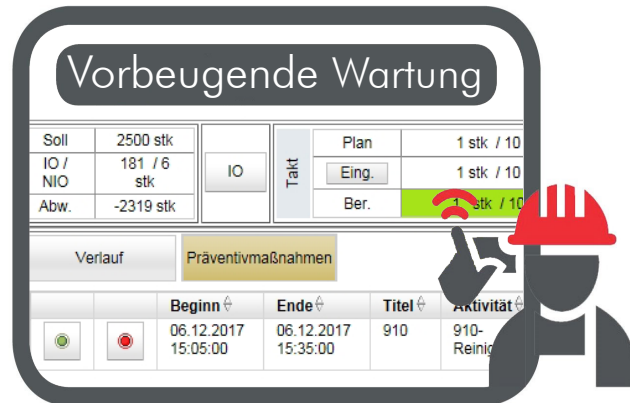 Vorbeugende Wartung
Soll 2500 stk
IO / NIO 181 / 6 stk
Abw. -2319 stk
IO
Takt
Plan 1 stk / 10
Eing. 1 stk / 10
Ber. 1 stk / 10
Verlauf Präventivmaßnahmen
Beginn Ende Titel Aktivität
06.12.2017 06.12.2017 910 910-
15:05:00 15:35:00